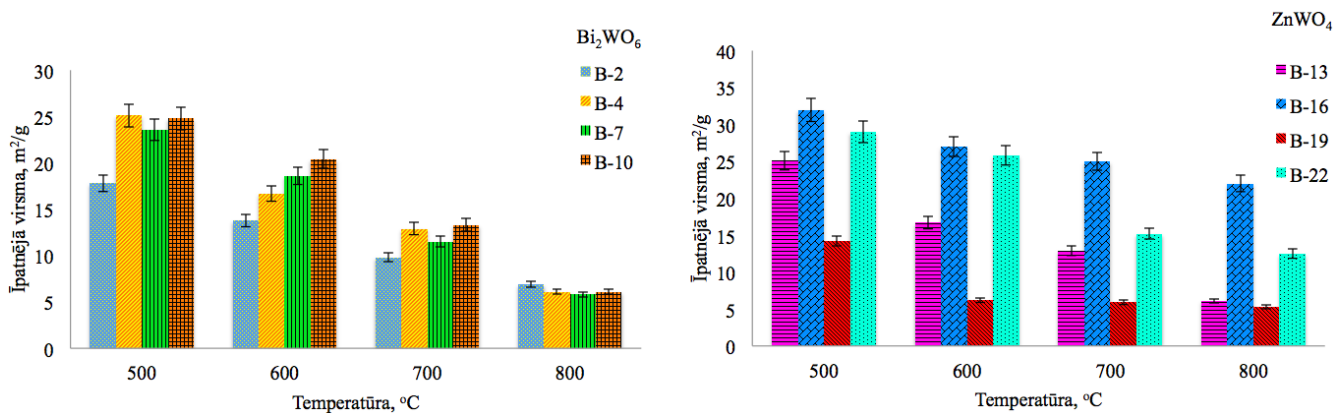 Bi₂WO₆
B-2
B-4
B-7
B-10
Īpatnējā virsma, m²/g
30
25
20
15
10
5
0
500 600 700 800
Temperatūra, °C
ZnWO₄
B-13
B-16
B-19
B-22
Īpatnējā virsma, m²/g
40
35
30
25
20
15
10
5
0
500 600 700 800
Temperatūra, °C